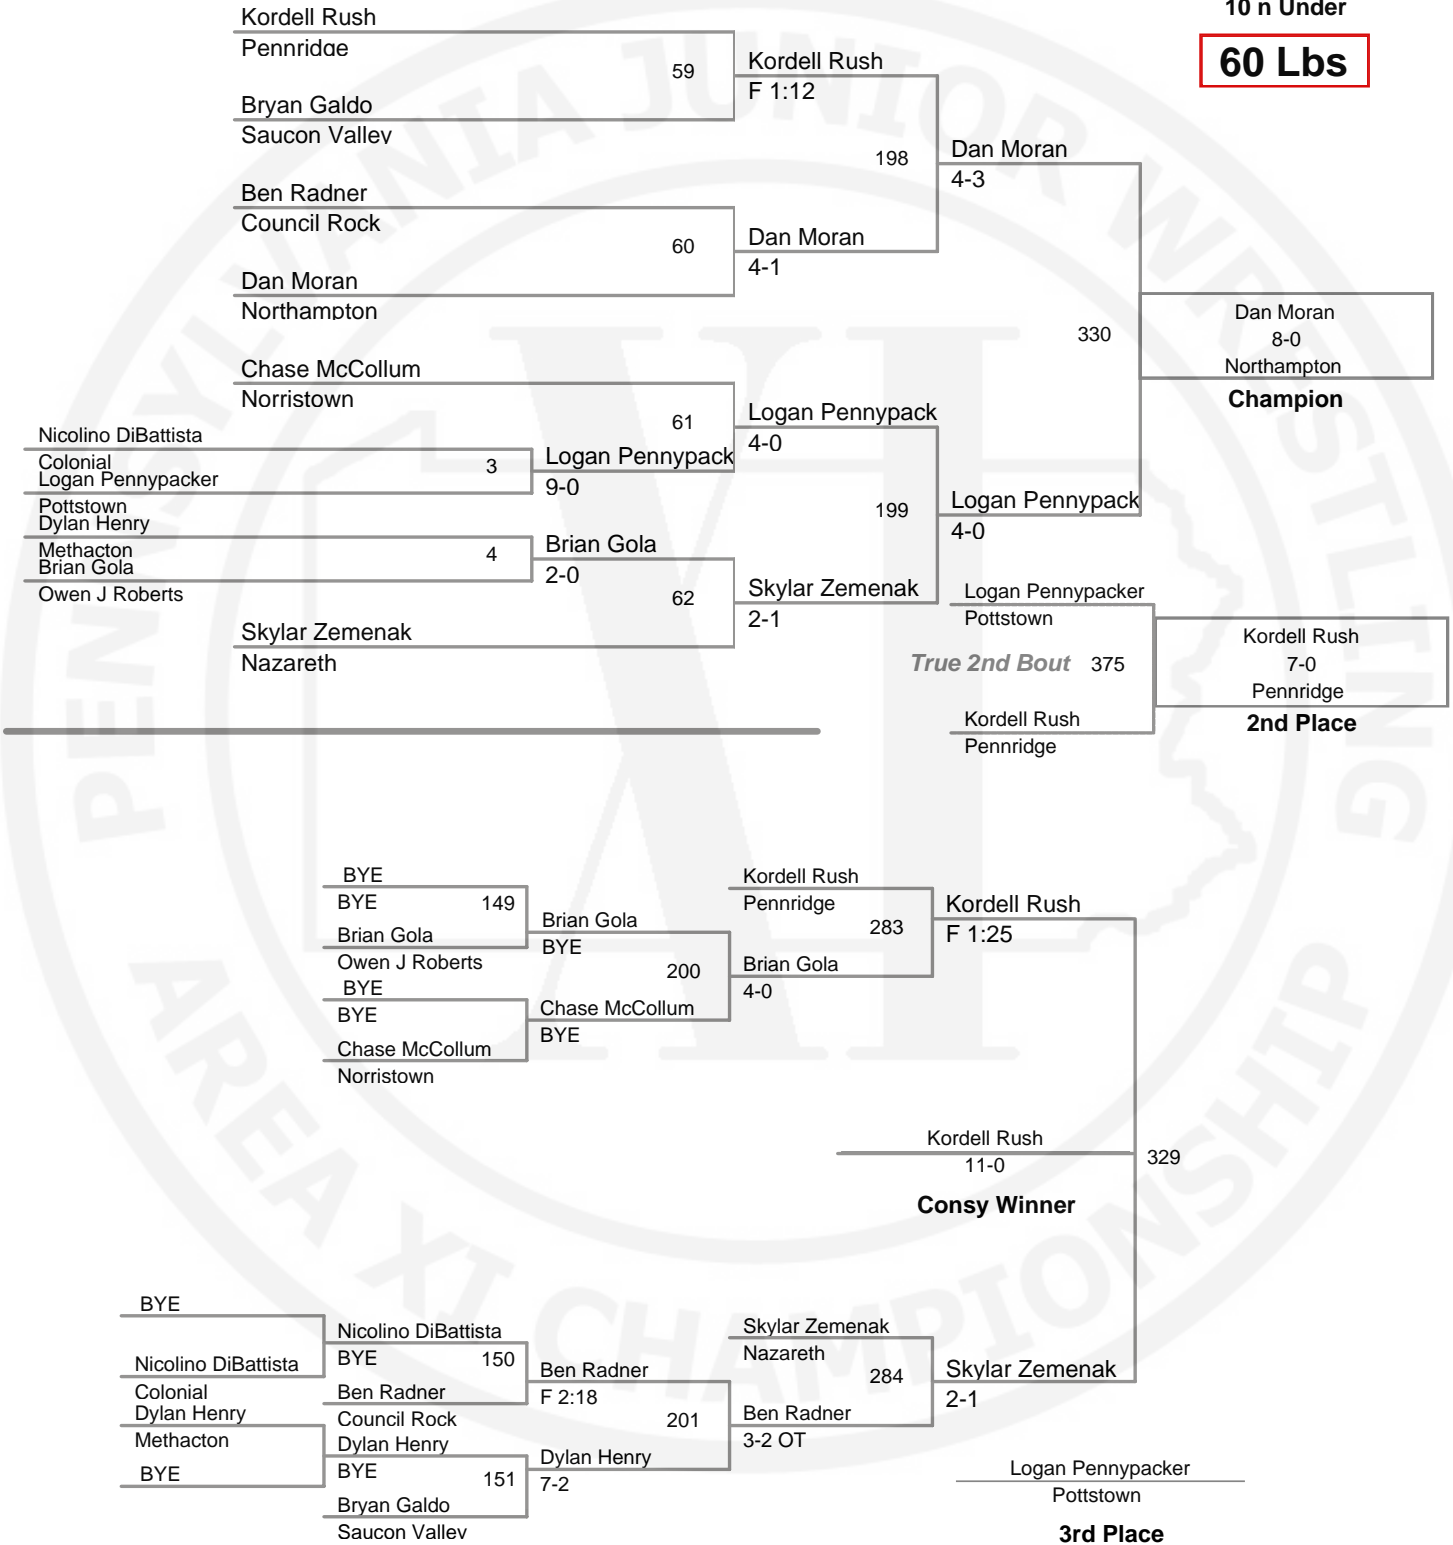 10 n Under
60 Lbs
Kordell Rush
Pennridge
59
Kordell Rush
F 1:12
Bryan Galdo
Saucon Valley
198
Dan Moran
4-3
Ben Radner
Council Rock
60
Dan Moran
4-1
Dan Moran
Northampton
330
Dan Moran
8-0
Northampton
Champion
Chase McCollum
Norristown
61
Logan Pennypack
4-0
Nicolino DiBattista
Colonial
3
Logan Pennypack
9-0
Logan Pennypacker
Pottstown
199
Logan Pennypack
4-0
Dylan Henry
Methacton
4
Brian Gola
2-0
Brian Gola
Owen J Roberts
62
Skylar Zemenak
2-1
Skylar Zemenak
Nazareth
Logan Pennypacker
Pottstown
True 2nd Bout 375
Kordell Rush
7-0
Pennridge
2nd Place
Kordell Rush
Pennridge
BYE
BYE
149
Brian Gola
Owen J Roberts
Brian Gola
BYE
200
BYE
BYE
Chase McCollum
BYE
Chase McCollum
Norristown
Kordell Rush
Pennridge
283
Brian Gola
4-0
Kordell Rush
F 1:25
Kordell Rush
11-0
329
Consy Winner
BYE
Nicolino DiBattista
Colonial
Nicolino DiBattista
BYE
150
Ben Radner
Council Rock
Ben Radner
F 2:18
201
Dylan Henry
Methacton
BYE
Dylan Henry
BYE
151
Bryan Galdo
Saucon Valley
Dylan Henry
7-2
Skylar Zemenak
Nazareth
284
Ben Radner
3-2 OT
Skylar Zemenak
2-1
Logan Pennypacker
Pottstown
3rd Place
PENNSYLVANIA JUNIOR WRESTLING
AREA XI CHAMPIONSHIP
XI